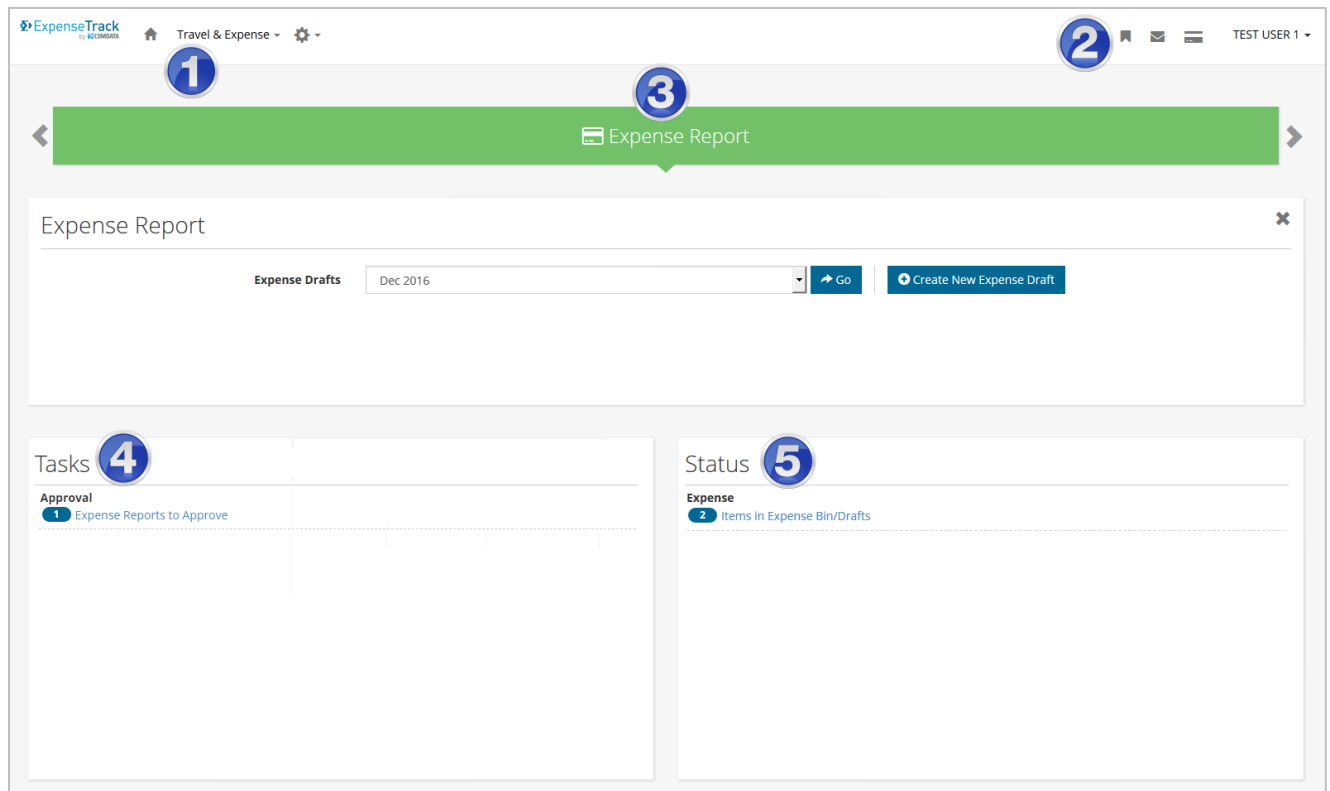 ExpenseTrack
by COMDATA
Travel & Expense
TEST USER 1
1
2
3
Expense Report
Expense Report
Expense Drafts
Dec 2016
Go
Create New Expense Draft
Tasks
4
Approval
1 Expense Reports to Approve
Status
5
Expense
2 Items in Expense Bin/Drafts